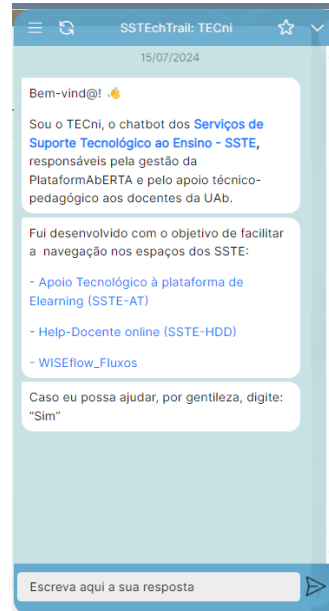 SSTEchTrail: TECni
15/07/2024
Bem-vind@! 👋
Sou o TECni, o chatbot dos Serviços de
Suporte Tecnológico ao Ensino - SSTE,
responsáveis pela gestão da
PlataformAbERTA e pelo apoio técnico-
pedagógico aos docentes da UAb.
Fui desenvolvido com o objetivo de facilitar
a navegação nos espaços dos SSTE:
- Apoio Tecnológico à plataforma de
Elearning (SSTE-AT)
- Help-Docente online (SSTE-HDD)
- WISEflow_Fluxos
Caso eu possa ajudar, por gentileza, digite:
“Sim”
Escreva aqui a sua resposta